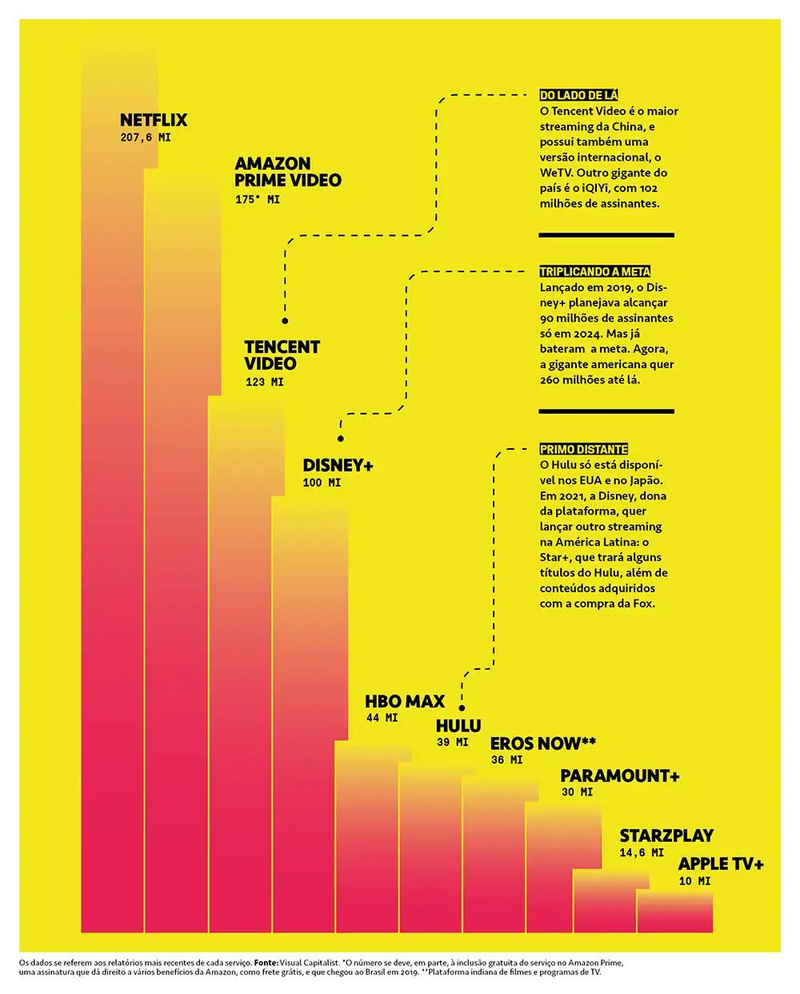 NETFLIX
207,6 MI
AMAZON
PRIME VIDEO
175* MI
TENCENT
VIDEO
123 MI
DISNEY+
100 MI
HBO MAX
44 MI
HULU
39 MI
EROS NOW**
36 MI
PARAMOUNT+
30 MI
STARZPLAY
14,6 MI
APPLE TV+
10 MI
DO LADO DE LÁ
O Tencent Video é o maior
streaming da China, e
possui também uma
versão internacional, o
WeTV. Outro gigante do
país é o iQIYi, com 102
milhões de assinantes.
TRIPLICANDO A META
Lançado em 2019, o Dis-
ney+ planejava alcançar
90 milhões de assinantes
só em 2024. Mas já
bateram a meta. Agora,
a gigante americana quer
260 milhões até lá.
PRIMO DISTANTE
O Hulu só está disponí-
vel nos EUA e no Japão.
Em 2021, a Disney, dona
da plataforma, quer
lançar outro streaming
na América Latina: o
Star+, que trará alguns
títulos do Hulu, além de
conteúdos adquiridos
com a compra da Fox.
Os dados se referem aos relatórios mais recentes de cada serviço. Fonte: Visual Capitalist. *O número se deve, em parte, à inclusão gratuita do serviço no Amazon Prime,
uma assinatura que dá direito a vários benefícios da Amazon, como frete grátis, e que chegou ao Brasil em 2019. **Plataforma indiana de filmes e programas de TV.